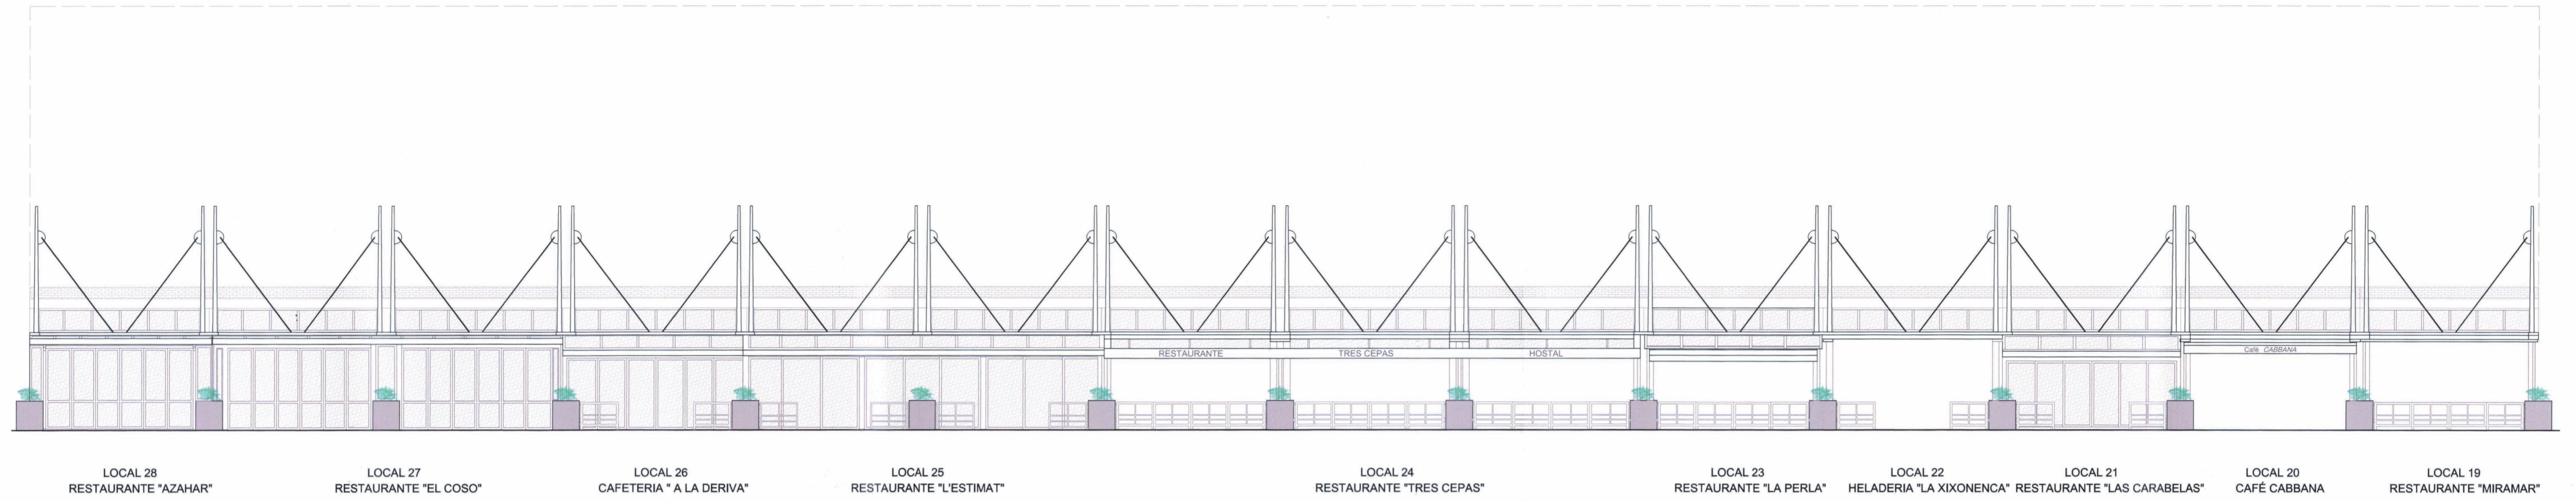 RESTAURANTE
TRES CEPAS
HOSTAL
Café CABBANA
LOCAL 28
RESTAURANTE "AZAHAR"
LOCAL 27
RESTAURANTE "EL COSO"
LOCAL 26
CAFETERIA " A LA DERIVA"
LOCAL 25
RESTAURANTE "L'ESTIMAT"
LOCAL 24
RESTAURANTE "TRES CEPAS"
LOCAL 23
RESTAURANTE "LA PERLA"
LOCAL 22
HELADERIA "LA XIXONENCA"
LOCAL 21
RESTAURANTE "LAS CARABELAS"
LOCAL 20
CAFÉ CABBANA
LOCAL 19
RESTAURANTE "MIRAMAR"